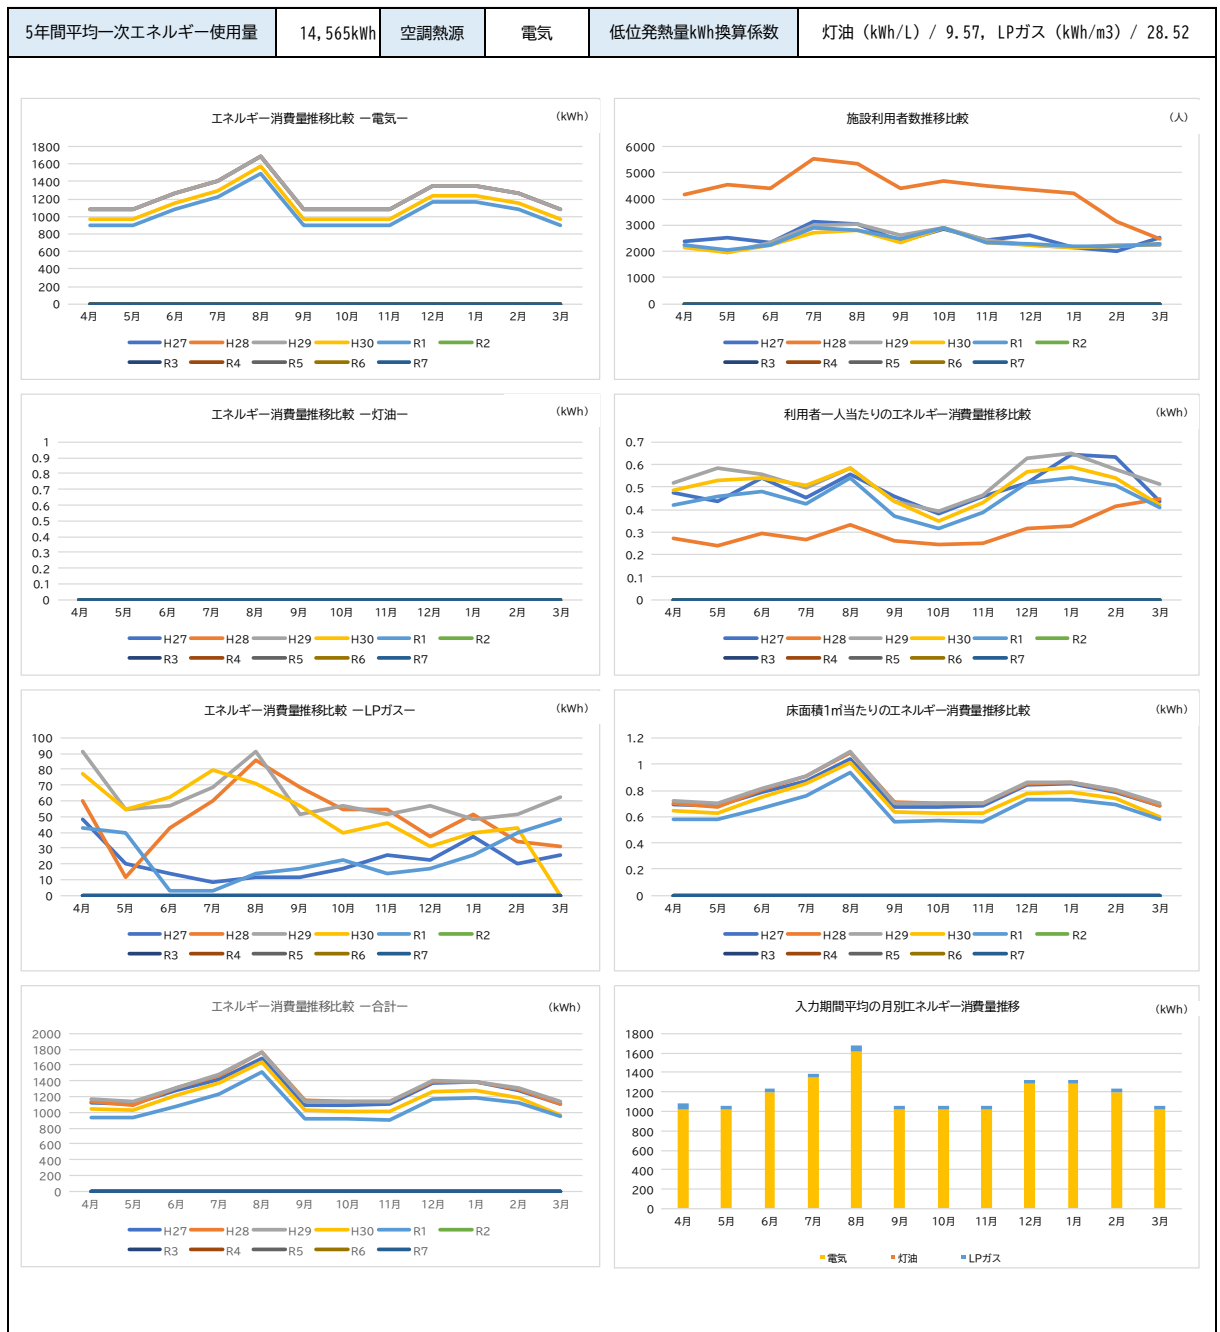 5年間平均一次エネルギー使用量 14,565kWh 空調熱源 電気 低位発熱量kWh換算係数 灯油（kWh/L）/ 9.57, LPガス（kWh/m3）/ 28.52
エネルギー消費量推移比較 ー電気ー （kWh）
1800
1600
1400
1200
1000
800
600
400
200
0
4月 5月 6月 7月 8月 9月 10月 11月 12月 1月 2月 3月
H27 H28 H29 H30 R1 R2
R3 R4 R5 R6 R7
施設利用者数推移比較 （人）
6000
5000
4000
3000
2000
1000
0
4月 5月 6月 7月 8月 9月 10月 11月 12月 1月 2月 3月
H27 H28 H29 H30 R1 R2
R3 R4 R5 R6 R7
エネルギー消費量推移比較 ー灯油ー （kWh）
1
0.9
0.8
0.7
0.6
0.5
0.4
0.3
0.2
0.1
0
4月 5月 6月 7月 8月 9月 10月 11月 12月 1月 2月 3月
H27 H28 H29 H30 R1 R2
R3 R4 R5 R6 R7
利用者一人当たりのエネルギー消費量推移比較 （kWh）
0.7
0.6
0.5
0.4
0.3
0.2
0.1
0
4月 5月 6月 7月 8月 9月 10月 11月 12月 1月 2月 3月
H27 H28 H29 H30 R1 R2
R3 R4 R5 R6 R7
エネルギー消費量推移比較 ーLPガスー （kWh）
100
90
80
70
60
50
40
30
20
10
0
4月 5月 6月 7月 8月 9月 10月 11月 12月 1月 2月 3月
H27 H28 H29 H30 R1 R2
R3 R4 R5 R6 R7
床面積1㎡当たりのエネルギー消費量推移比較 （kWh）
1.2
1
0.8
0.6
0.4
0.2
0
4月 5月 6月 7月 8月 9月 10月 11月 12月 1月 2月 3月
H27 H28 H29 H30 R1 R2
R3 R4 R5 R6 R7
エネルギー消費量推移比較 ー合計ー （kWh）
2000
1800
1600
1400
1200
1000
800
600
400
200
0
4月 5月 6月 7月 8月 9月 10月 11月 12月 1月 2月 3月
H27 H28 H29 H30 R1 R2
R3 R4 R5 R6 R7
入力期間平均の月別エネルギー消費量推移 （kWh）
1800
1600
1400
1200
1000
800
600
400
200
0
4月 5月 6月 7月 8月 9月 10月 11月 12月 1月 2月 3月
電気 灯油 LPガス